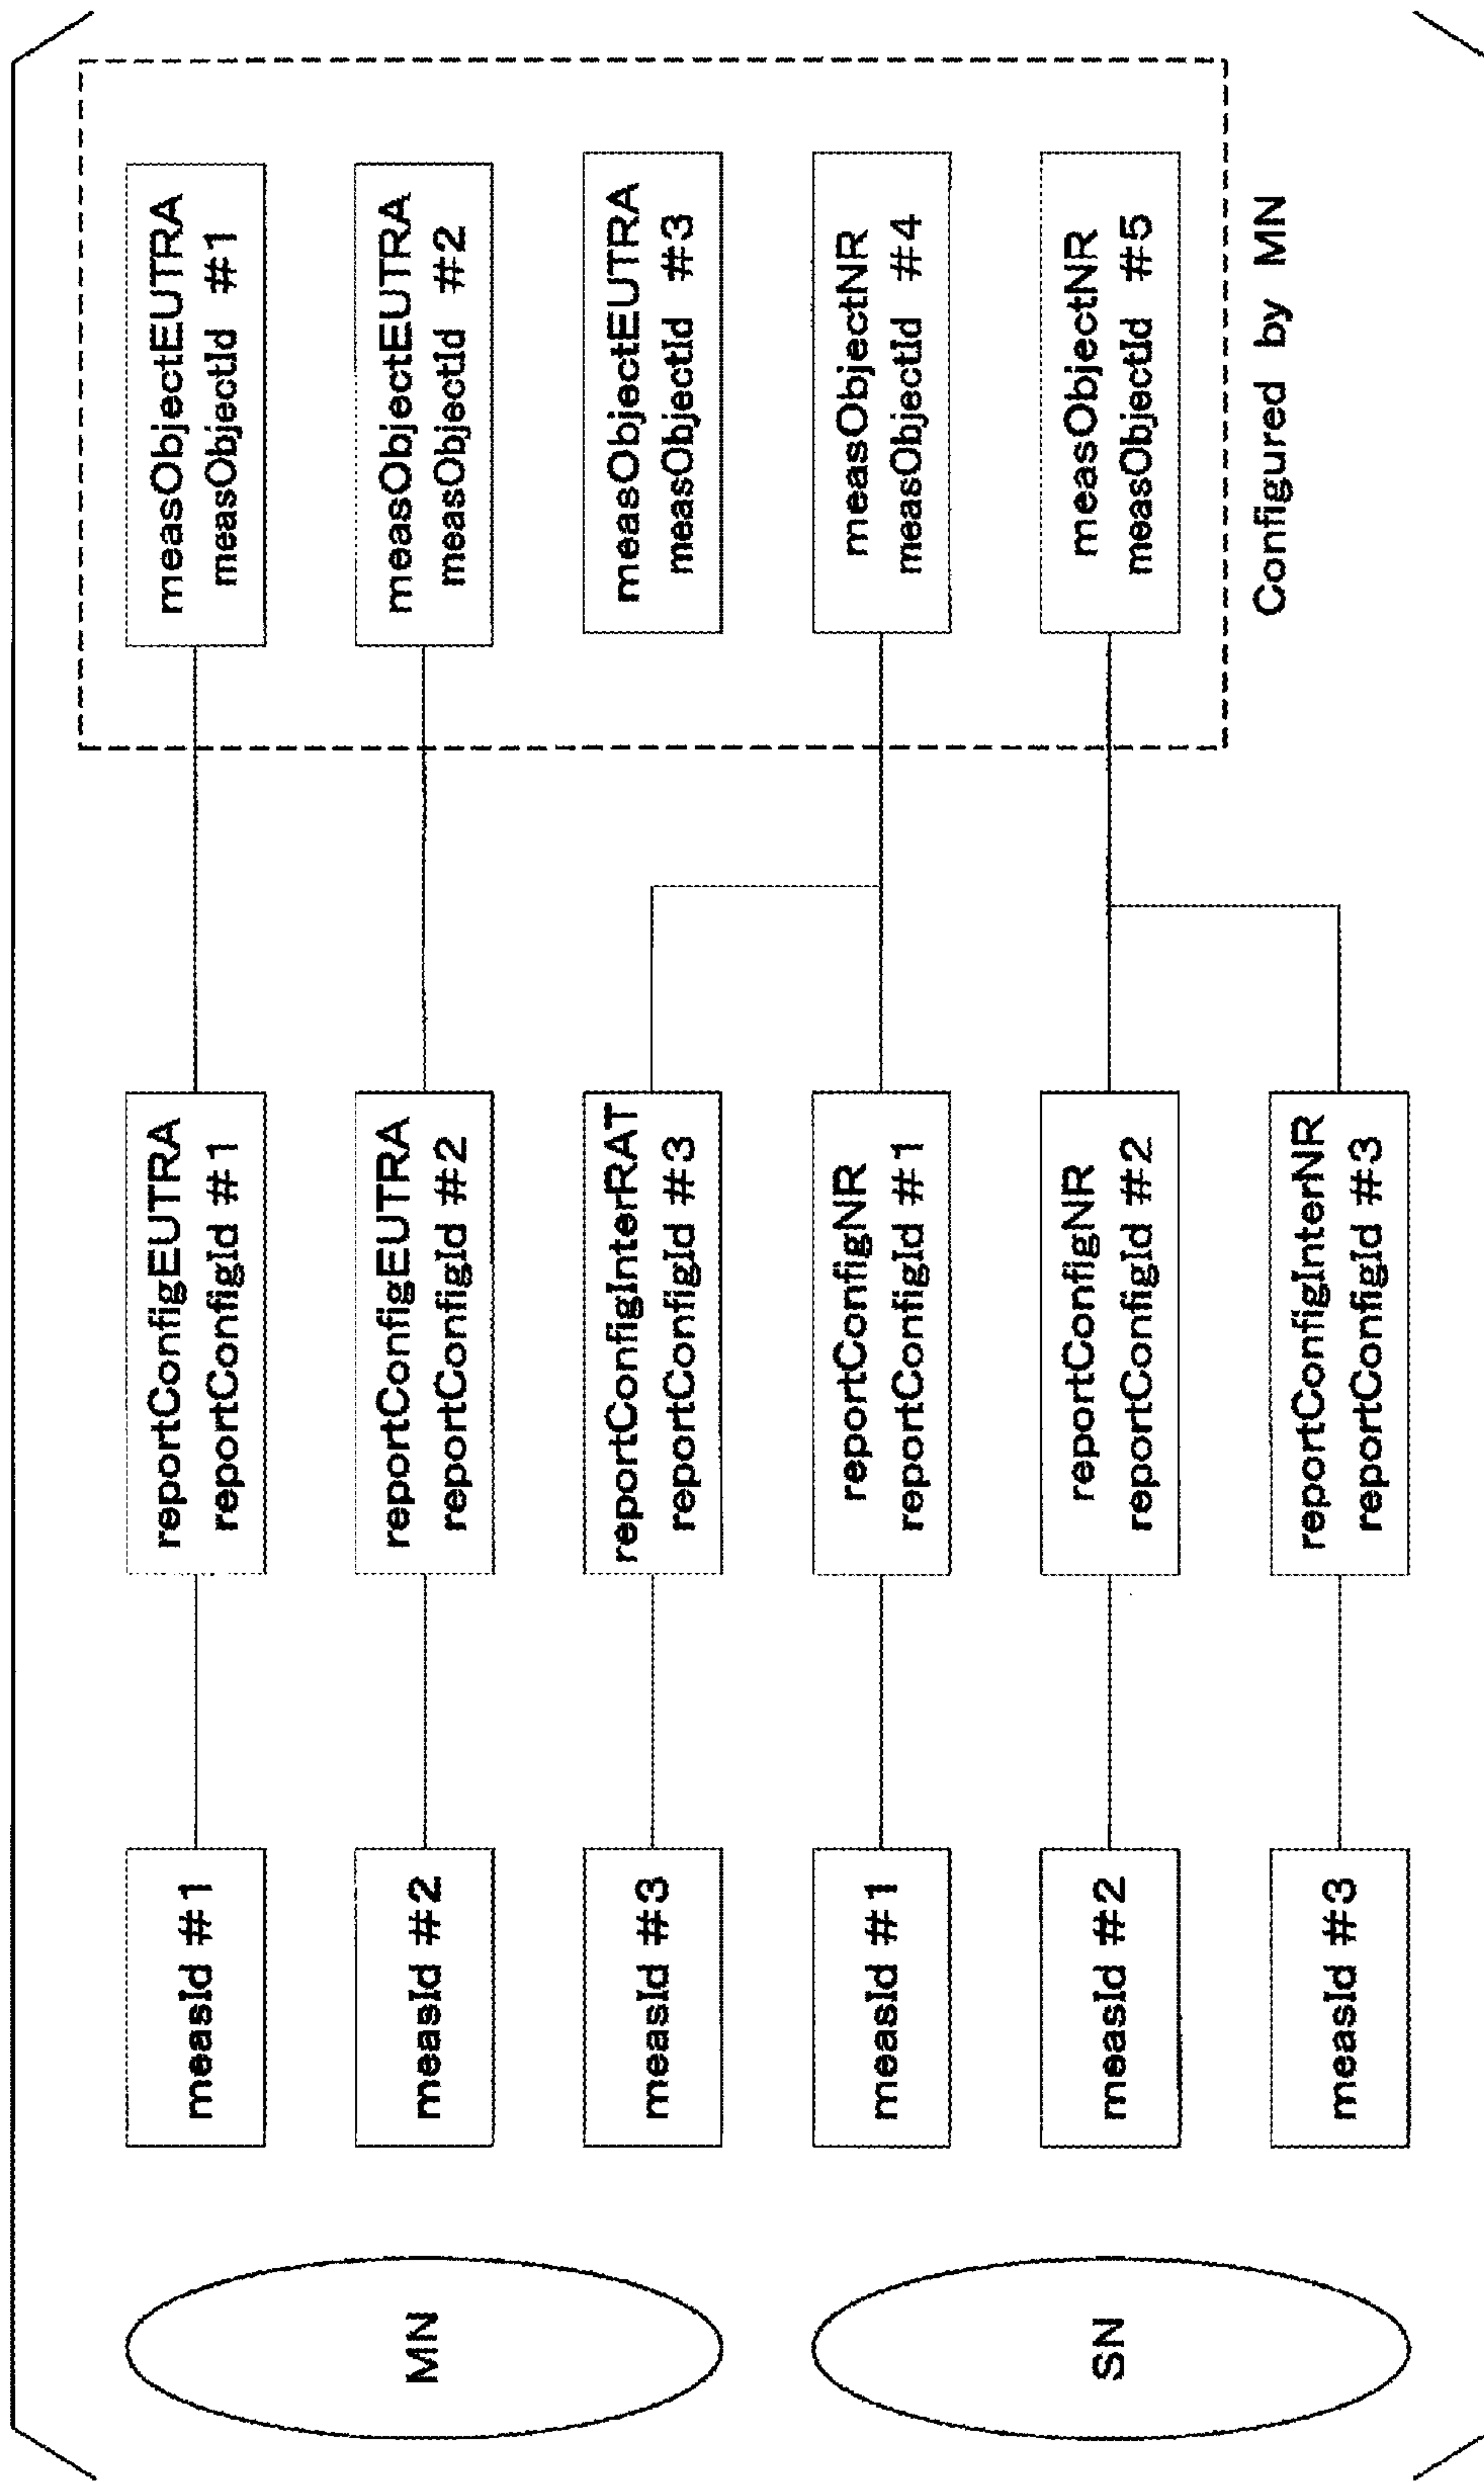 MN
measId #1
reportConfigEUTRA
reportConfigId #1
measObjectEUTRA
measObjectId #1
measId #2
reportConfigEUTRA
reportConfigId #2
measObjectEUTRA
measObjectId #2
measId #3
reportConfigInterRAT
reportConfigId #3
measObjectEUTRA
measObjectId #3
SN
measId #1
reportConfigNR
reportConfigId #1
measObjectNR
measObjectId #4
measId #2
reportConfigNR
reportConfigId #2
measObjectNR
measObjectId #5
measId #3
reportConfigInterNR
reportConfigId #3
Configured by MN